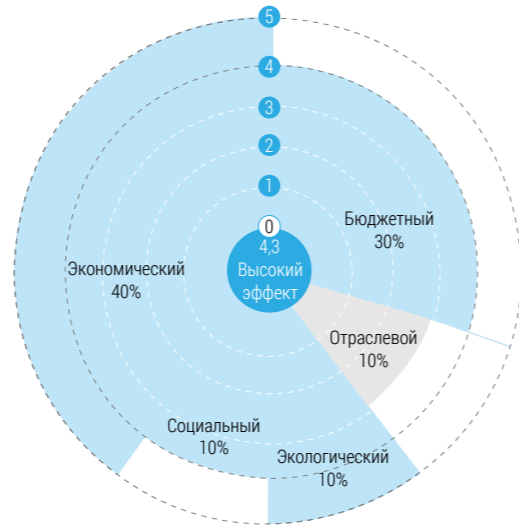 5
4
3
2
1
0
4,3
Высокий
эффект
Бюджетный
30%
Экономический
40%
Отраслевой
10%
Социальный
10%
Экологический
10%